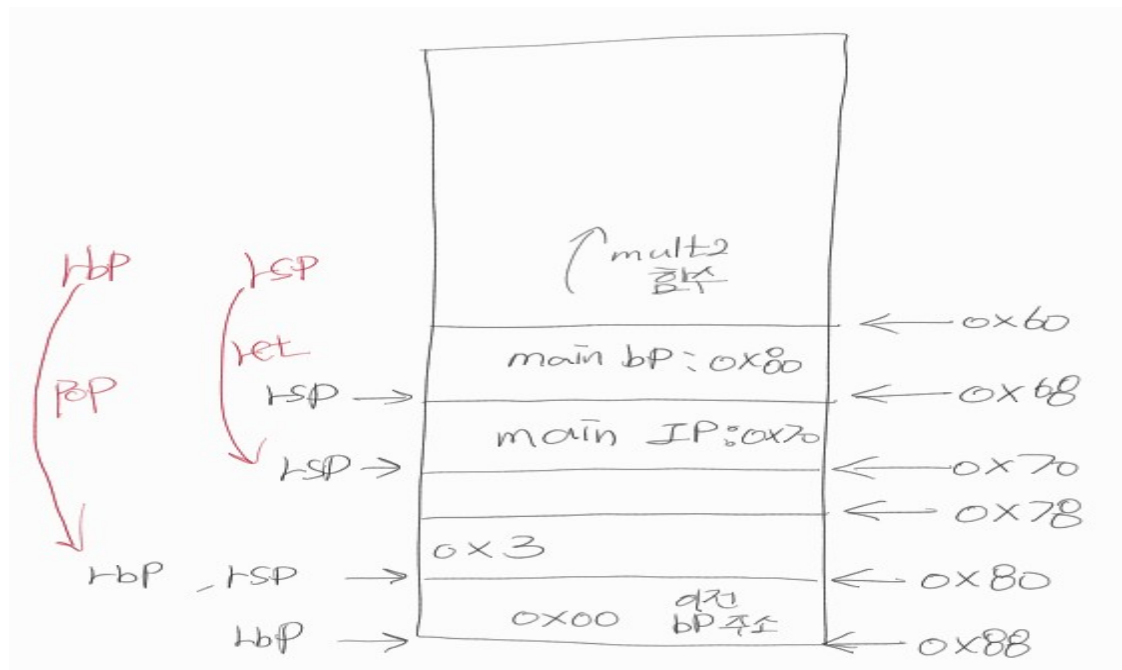 rbp
rsp
mult2
함수
0x60
ret
main bp : 0x80
pop
rsp →
0x68
main IP:0x70
rsp →
0x70
0x78
0x3
rbp, rsp →
0x80
0x00 이전
bp 주소
rbp →
0x88